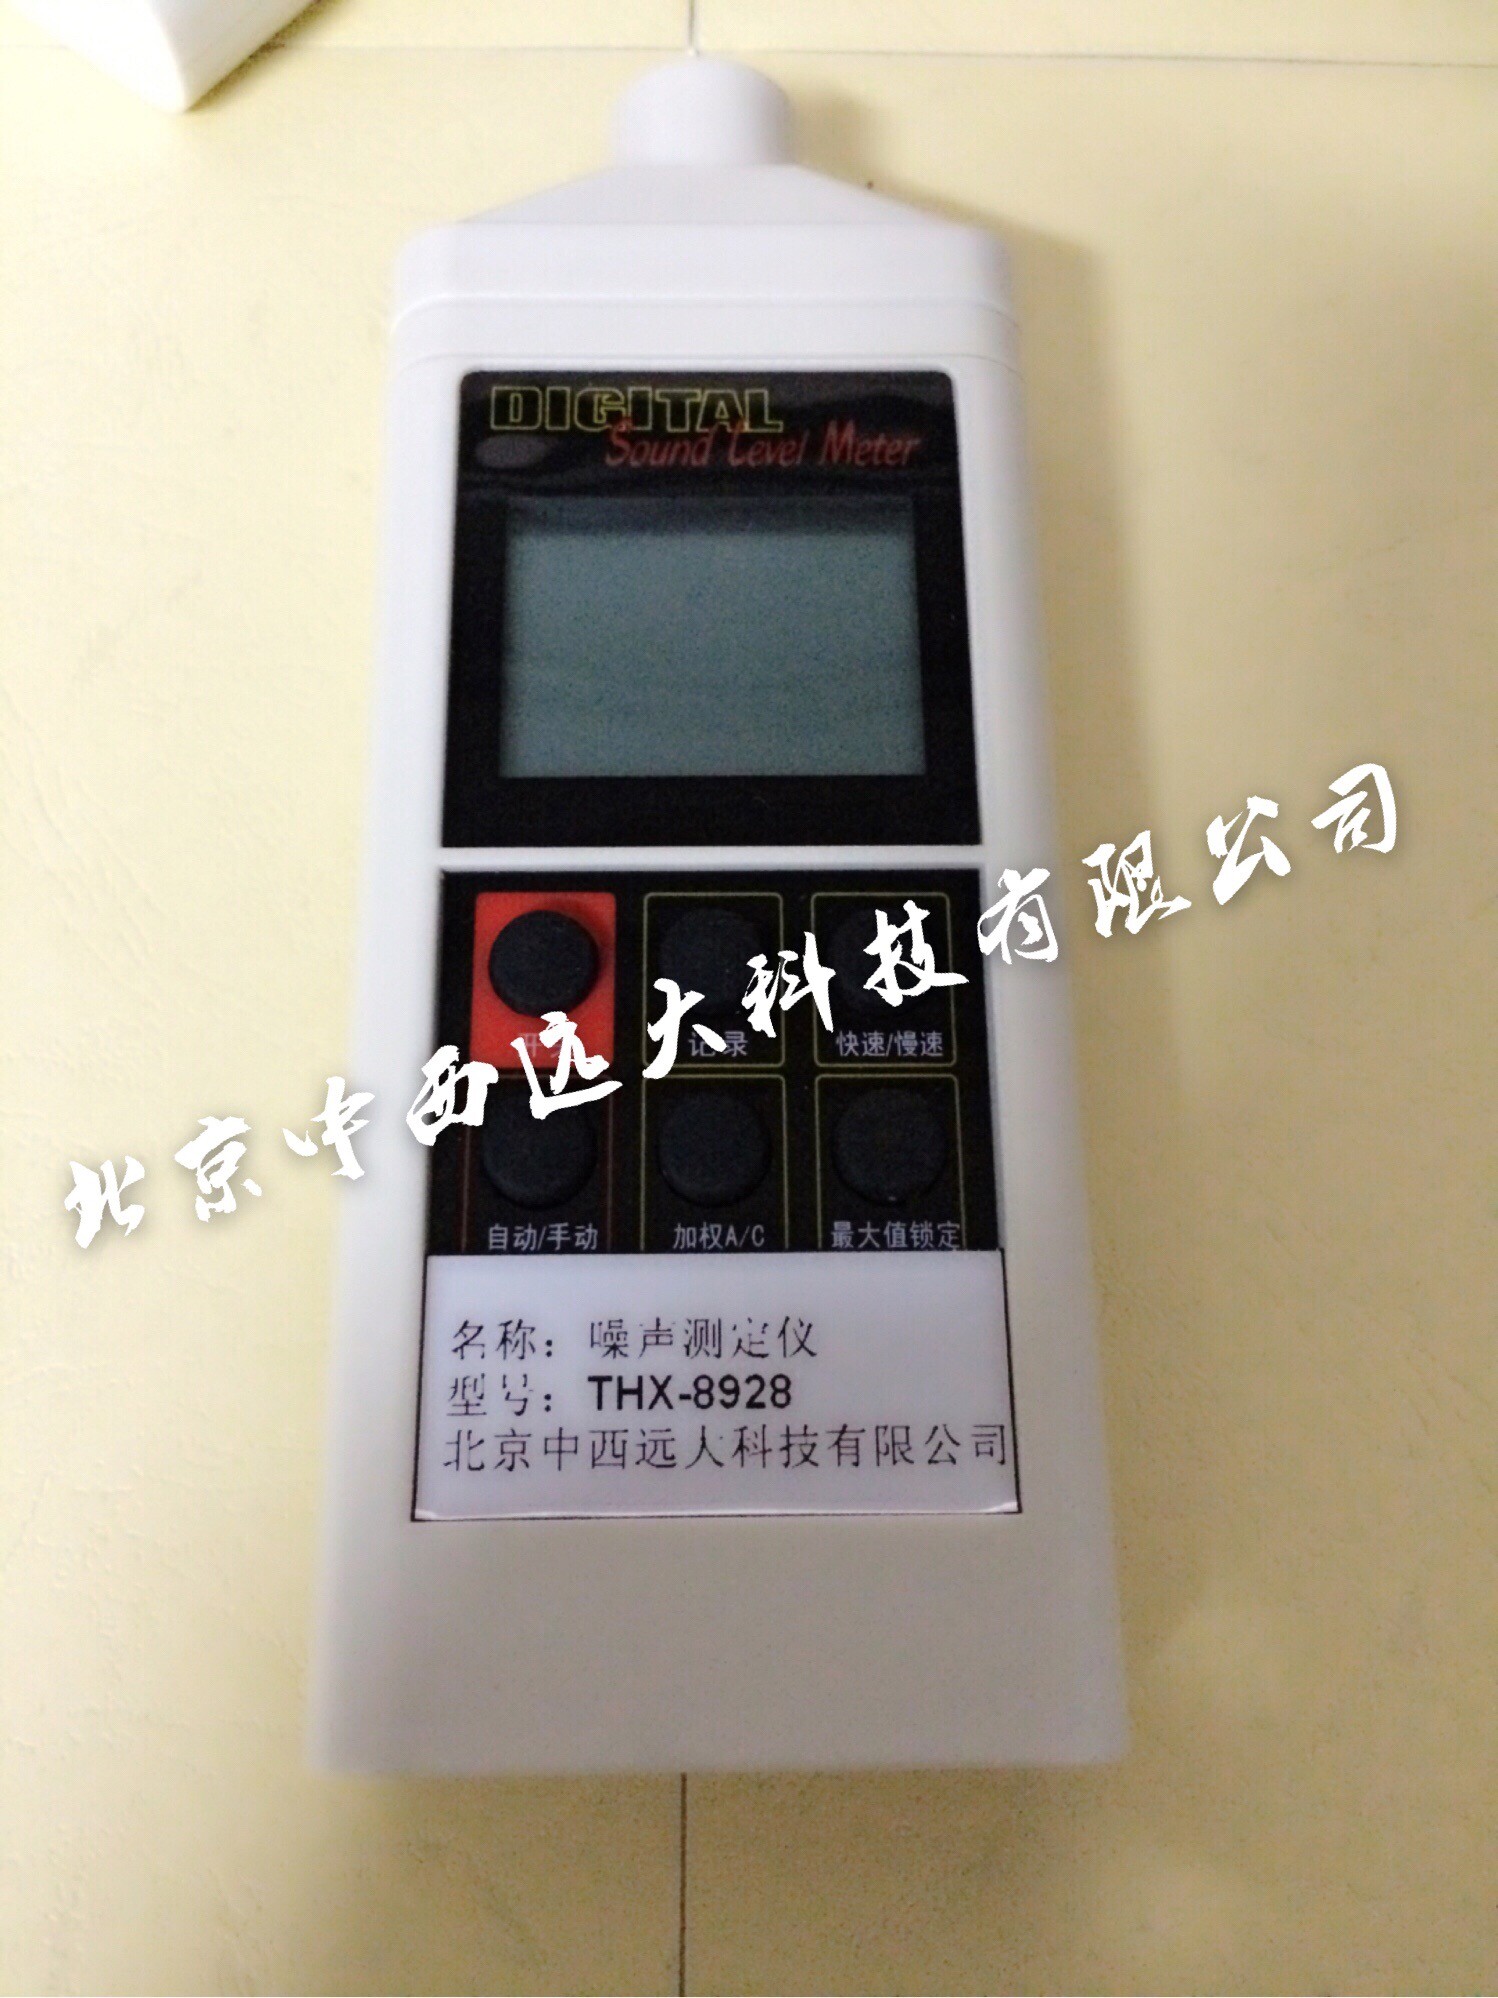 DIGITAL
Sound Level Meter
记录
快速/慢速
北京中西远大科技有限公司
自动/手动
加权A/C
最大值锁定
名称：噪声测定仪
型号：THX-8928
北京中西远大科技有限公司